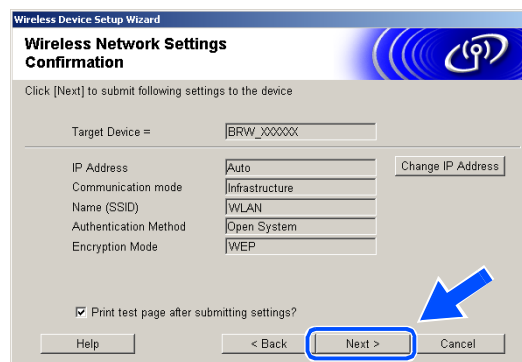 Wireless Device Setup Wizard
Wireless Network Settings
Confirmation
Click [Next] to submit following settings to the device
Target Device = BRW_XXXXXX
IP Address Auto Change IP Address
Communication mode Infrastructure
Name (SSID) WLAN
Authentication Method Open System
Encryption Mode WEP
Print test page after submitting settings?
Help < Back Next > Cancel